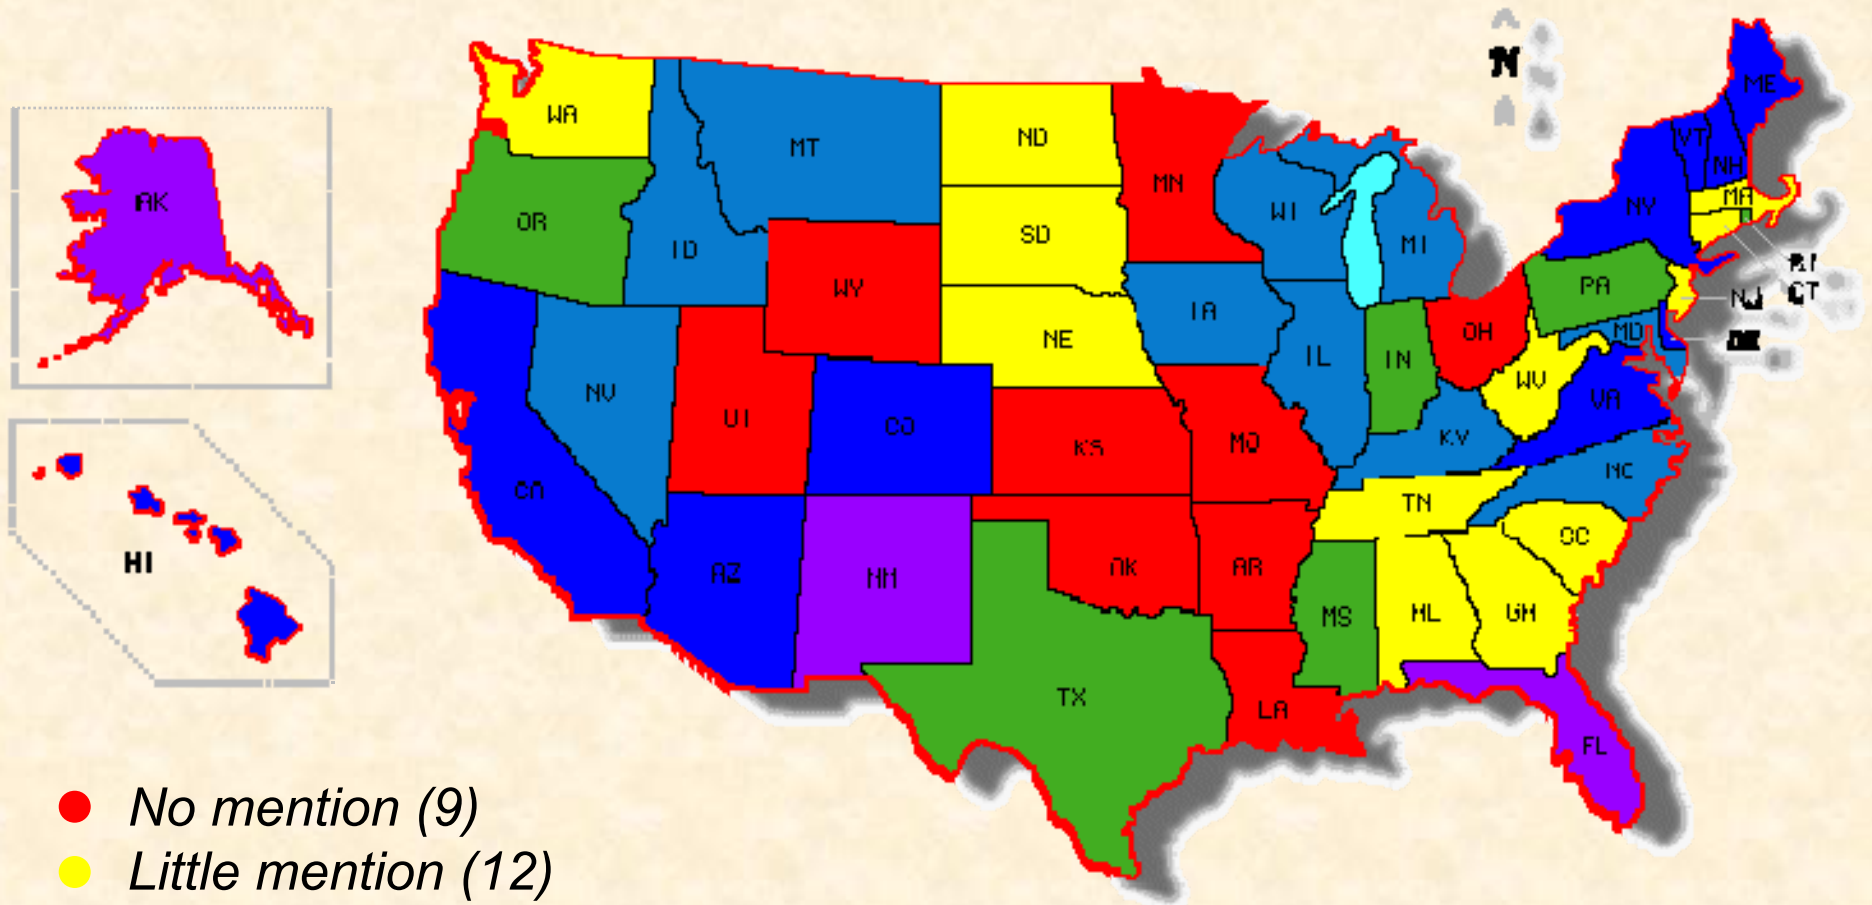 ME
WA
ND
VT
MT
NH
MN
MA
AK
NY
WI
OR
SD
MI
ID
RI
PA
WY
CT
NJ
IA
MD
OH
NE
DE
IL
IN
WV
NV
VA
UT
CO
KY
KS
MO
NC
CA
TN
SC
HI
AR
OK
AZ
NM
AL
GA
MS
TX
LA
FL
No mention (9)
Little mention (12)